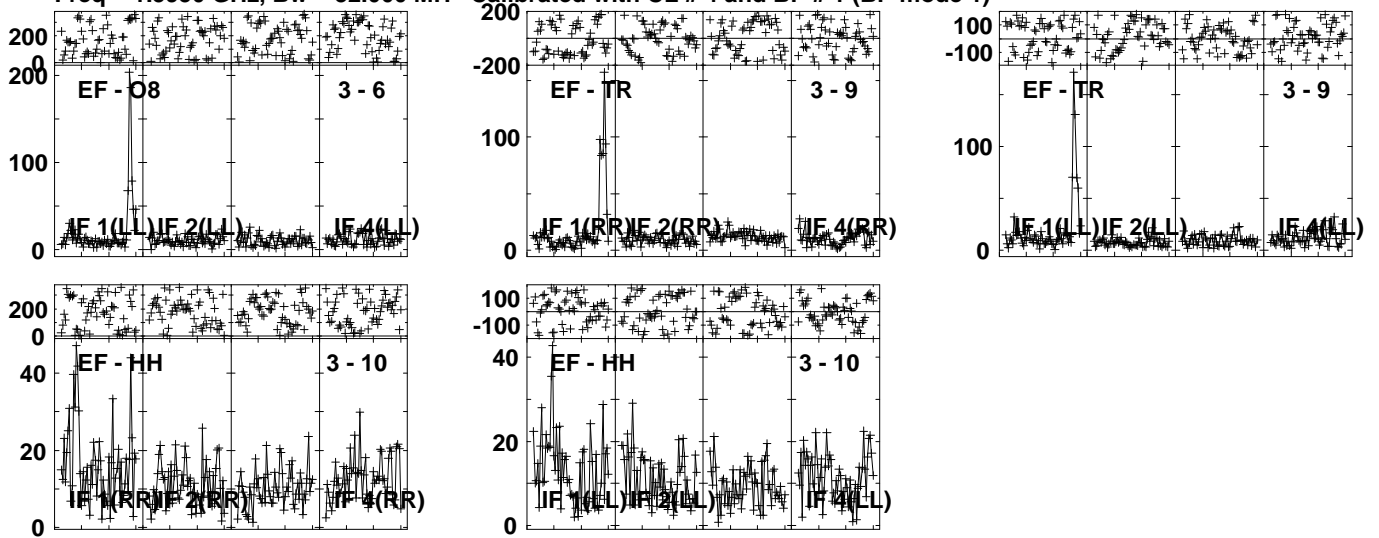 200 200 100
200 -100
0 -200
200 EF - O8 3 - 6 EF - TR 3 - 9 EF - TR 3 - 9
100 100 100
IF 1(LL) IF 2(LL) IF 4(LL) IF 1(RR) IF 2(RR) IF 4(RR) IF 1(LL) IF 2(LL) IF 4(LL)
0 0 0
200 100
0 -100
EF - HH 3 - 10 EF - HH 3 - 10
40 40
20 20
IF 1(RR) IF 2(RR) IF 4(RR) IF 1(LL) IF 2(LL) IF 4(LL)
0 0